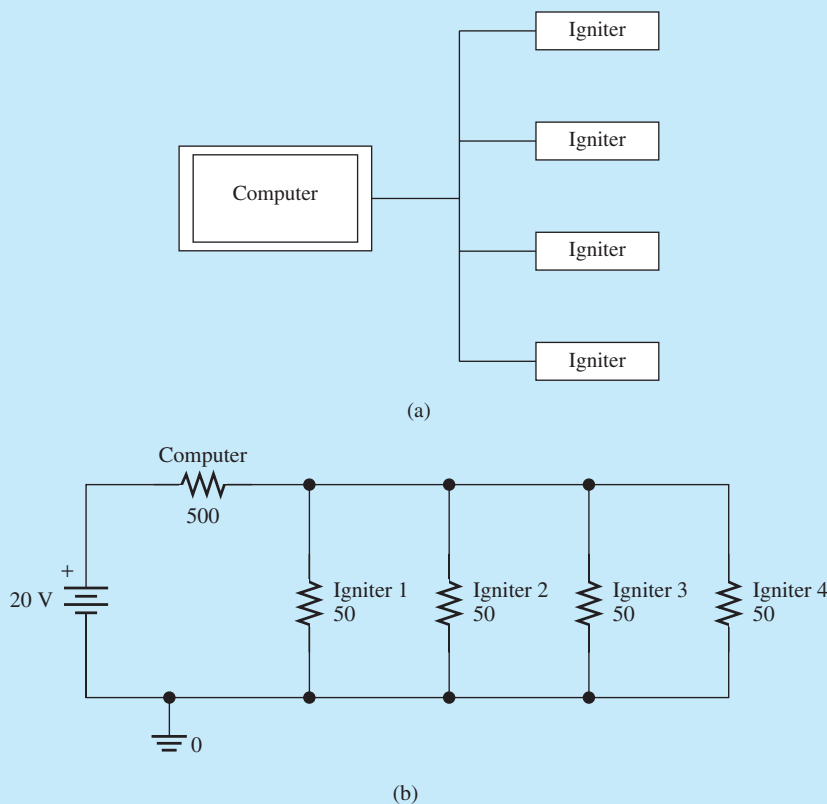 Igniter
Igniter
Computer
Igniter
Igniter
(a)
Computer
500
+
20 V
Igniter 1
50
Igniter 2
50
Igniter 3
50
Igniter 4
50
0
(b)